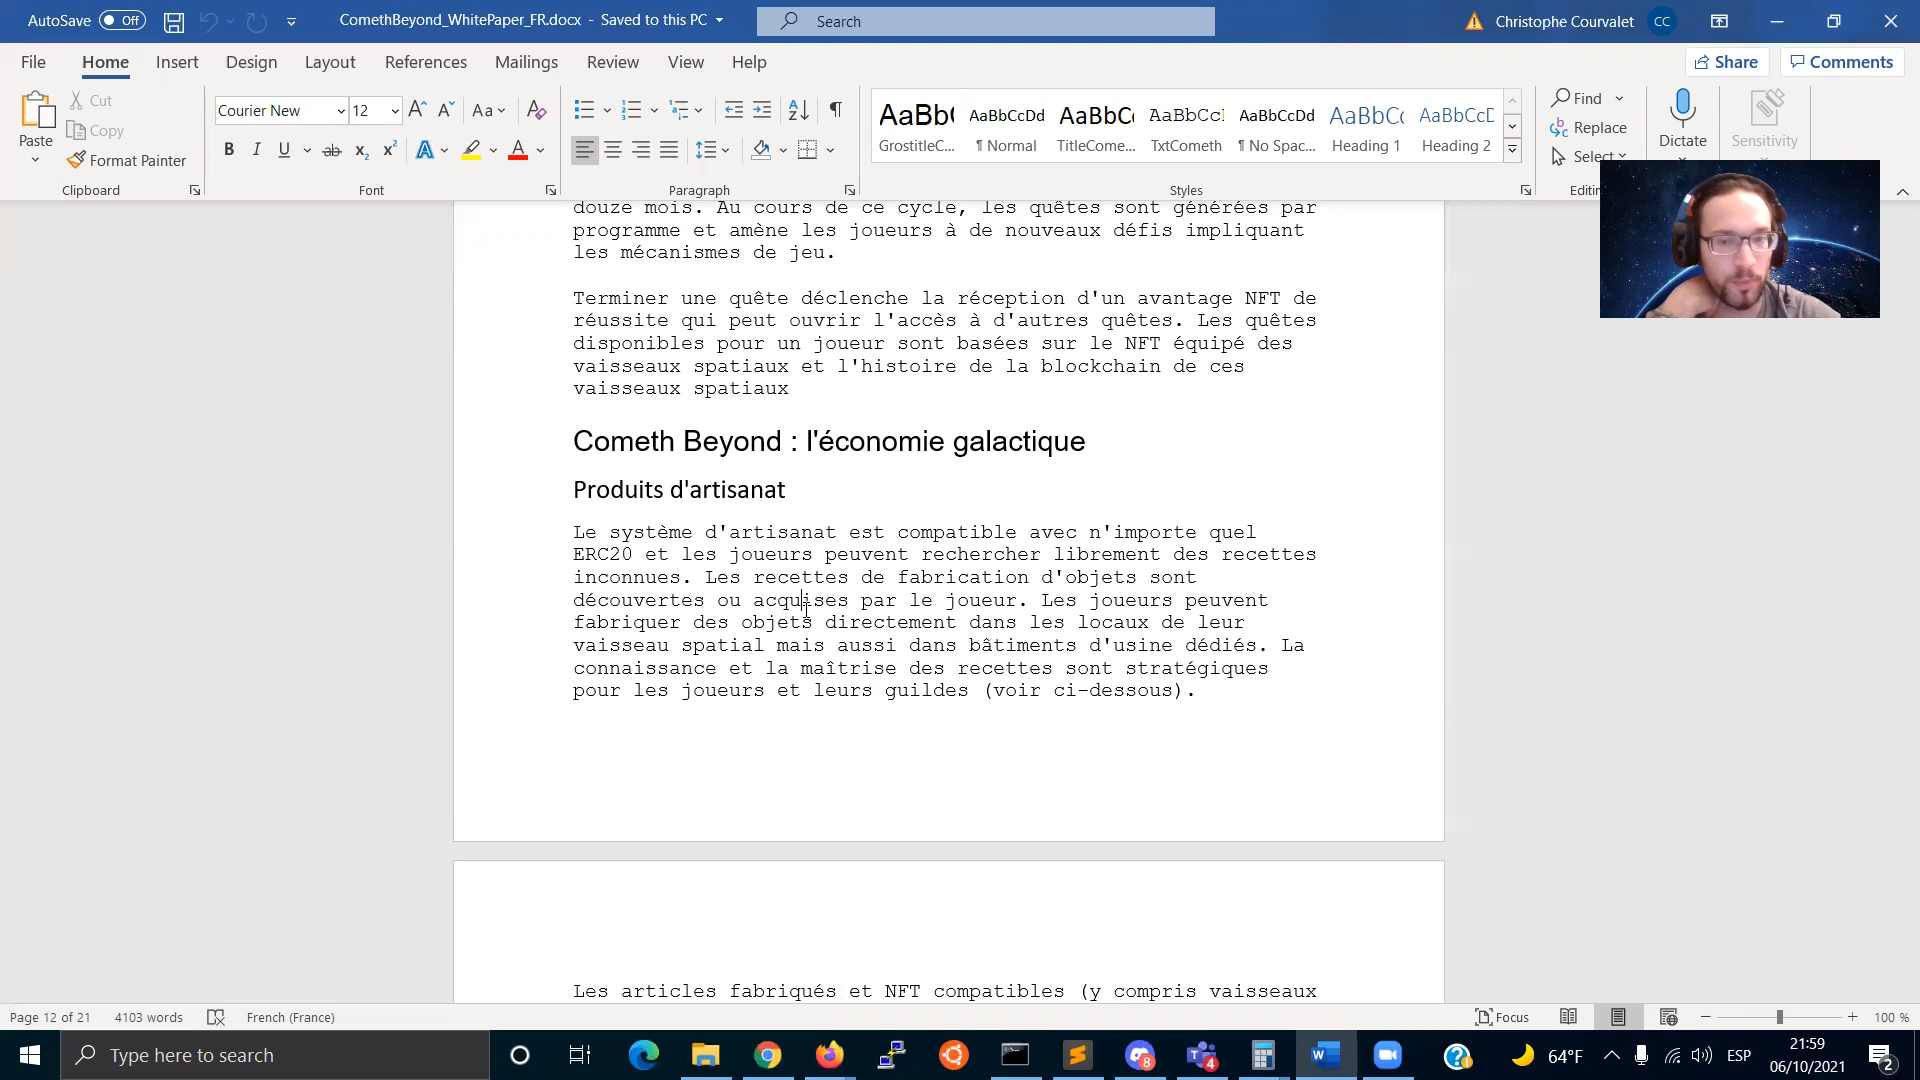 AutoSave Off ComethBeyond_WhitePaper_FR.docx - Saved to this PC Search Christophe Courvalet CC
File Home Insert Design Layout References Mailings Review View Help Share Comments
Paste Cut Copy Format Painter Clipboard
Courier New 12 Font
Paragraph
AaBb( AaBbCcDd AaBbC( AaBbCcI AaBbCcDd AaBbC( AaBbCcD
GrostitleC... ¶ Normal TitleCome... TxtCometh ¶ No Spac... Heading 1 Heading 2
Styles
Find Replace Select
Dictate Sensitivity
douze mois. Au cours de ce cycle, les quêtes sont générées par
programme et amène les joueurs à de nouveaux défis impliquant
les mécanismes de jeu.
Terminer une quête déclenche la réception d'un avantage NFT de
réussite qui peut ouvrir l'accès à d'autres quêtes. Les quêtes
disponibles pour un joueur sont basées sur le NFT équipé des
vaisseaux spatiaux et l'histoire de la blockchain de ces
vaisseaux spatiaux
Cometh Beyond : l'économie galactique
Produits d'artisanat
Le système d'artisanat est compatible avec n'importe quel
ERC20 et les joueurs peuvent rechercher librement des recettes
inconnues. Les recettes de fabrication d'objets sont
découvertes ou acquises par le joueur. Les joueurs peuvent
fabriquer des objets directement dans les locaux de leur
vaisseau spatial mais aussi dans bâtiments d'usine dédiés. La
connaissance et la maîtrise des recettes sont stratégiques
pour les joueurs et leurs guildes (voir ci-dessous).
Les articles fabriqués et NFT compatibles (y compris vaisseaux
Page 12 of 21 4103 words French (France) Focus 100 %
Type here to search 8 4 64°F ESP 21:59
06/10/2021 2